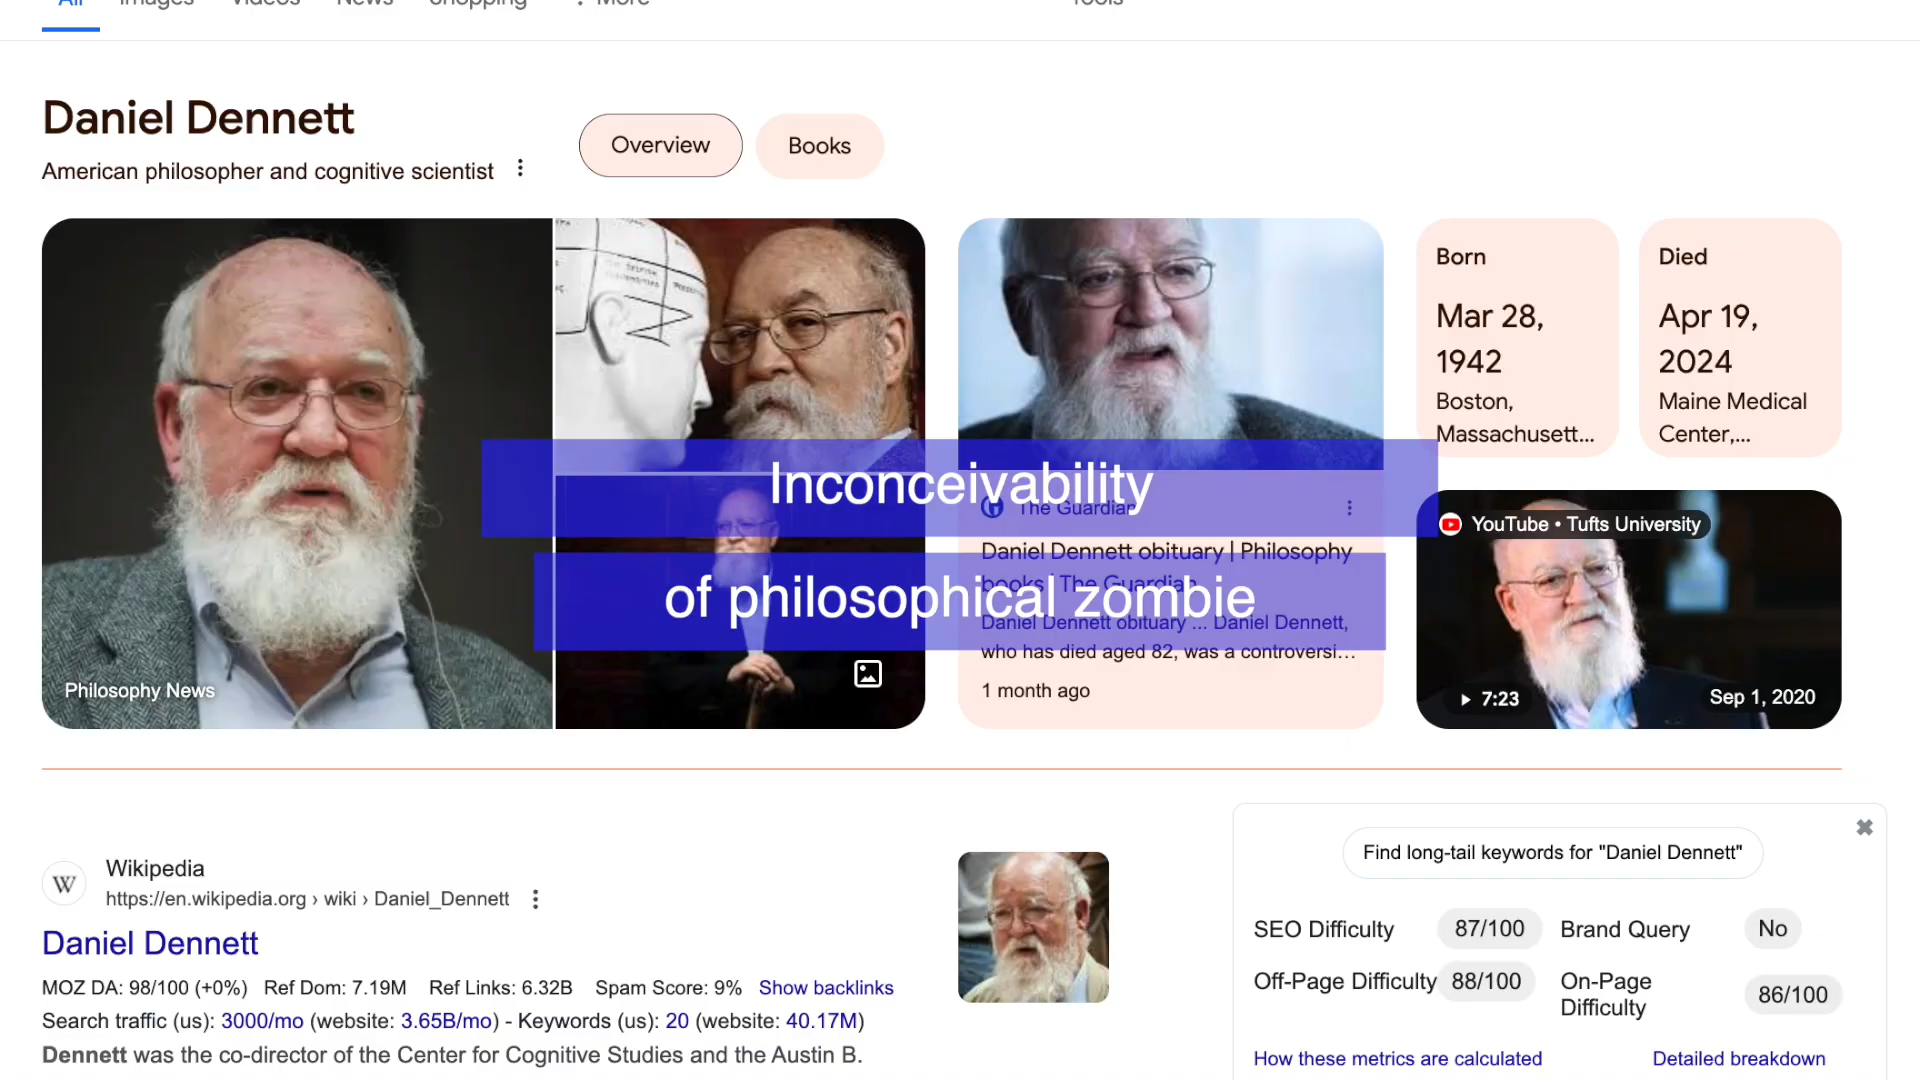 All Images Videos News Shopping More Tools
Daniel Dennett
American philosopher and cognitive scientist
Overview
Books
Philosophy News
The Guardian
Daniel Dennett obituary | Philosophy
books | The Guardian
Daniel Dennett obituary ... Daniel Dennett,
who has died aged 82, was a controversi...
1 month ago
Born
Mar 28,
1942
Boston,
Massachusett...
Died
Apr 19,
2024
Maine Medical
Center,...
YouTube • Tufts University
7:23
Sep 1, 2020
Inconceivability
of philosophical zombie
W
Wikipedia
https://en.wikipedia.org › wiki › Daniel_Dennett
Daniel Dennett
MOZ DA: 98/100 (+0%) Ref Dom: 7.19M Ref Links: 6.32B Spam Score: 9% Show backlinks
Search traffic (us): 3000/mo (website: 3.65B/mo) - Keywords (us): 20 (website: 40.17M)
Dennett was the co-director of the Center for Cognitive Studies and the Austin B.
Find long-tail keywords for "Daniel Dennett"
SEO Difficulty 87/100 Brand Query No
Off-Page Difficulty 88/100 On-Page
Difficulty 86/100
How these metrics are calculated Detailed breakdown